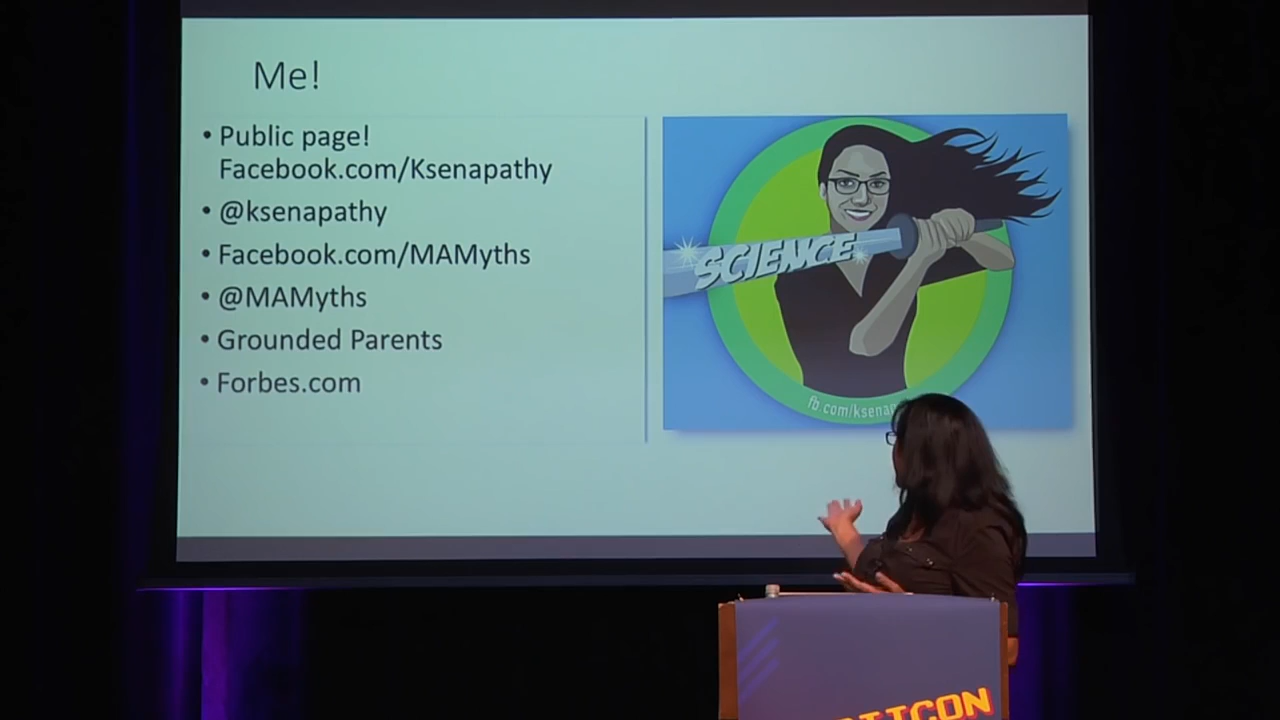 Me!
• Public page!
Facebook.com/Ksenapathy
• @ksenapathy
• Facebook.com/MAMyths
• @MAMyths
• Grounded Parents
• Forbes.com
SCIENCE